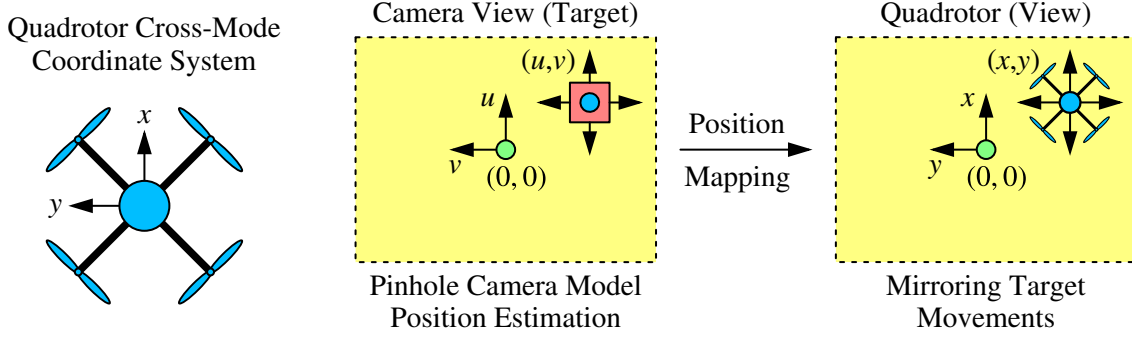 Quadrotor Cross-Mode
Coordinate System
x
y
Camera View (Target)
(u,v)
u
v
(0, 0)
Pinhole Camera Model
Position Estimation
Position
Mapping
Quadrotor (View)
(x,y)
x
y
(0, 0)
Mirroring Target
Movements